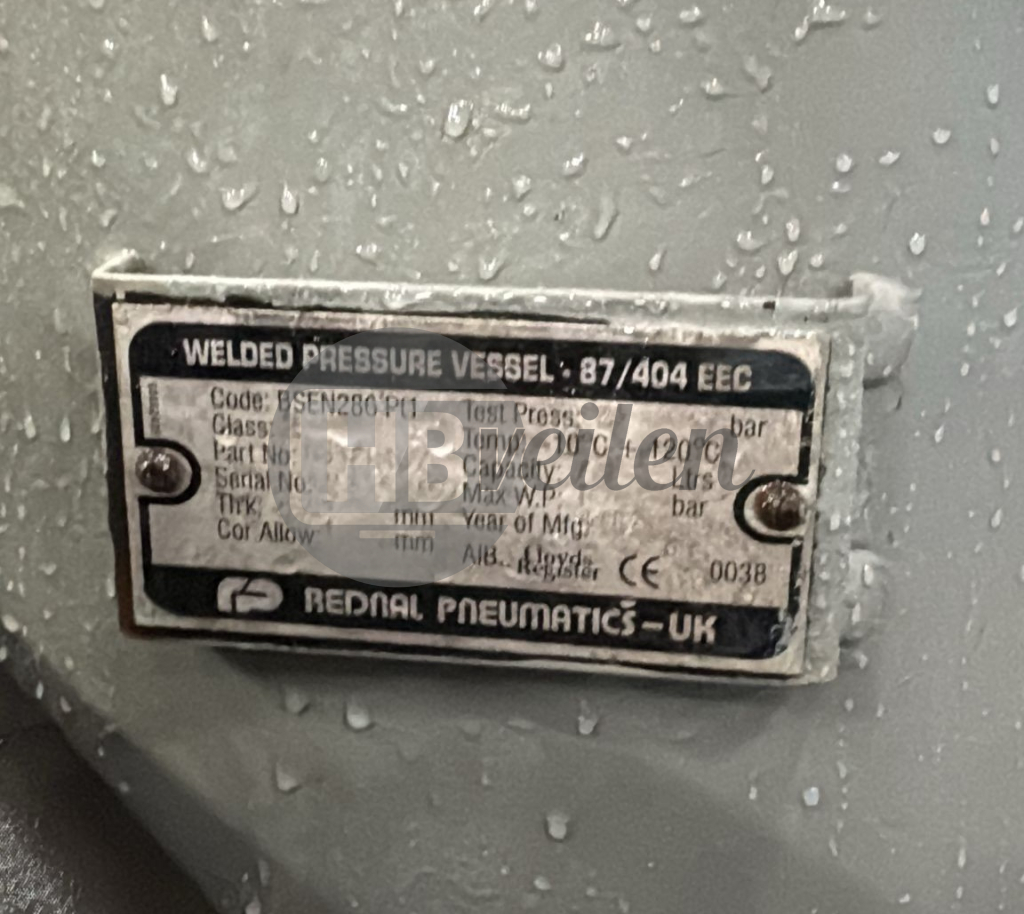 WELDED PRESSURE VESSEL - 87/404 EEC
Code: BSEN286 Pt1
Class:
Part No:
Serial No:
Thk. mm
Cor Allow mm
Test Press. bar
Temp - 10°C + 120°C
Capacity: Ltrs
Max W.P. bar
Year of Mfg.
AIB.. Lloyds Register CE 0038
REDNAL PNEUMATICS - UK
HBveilen